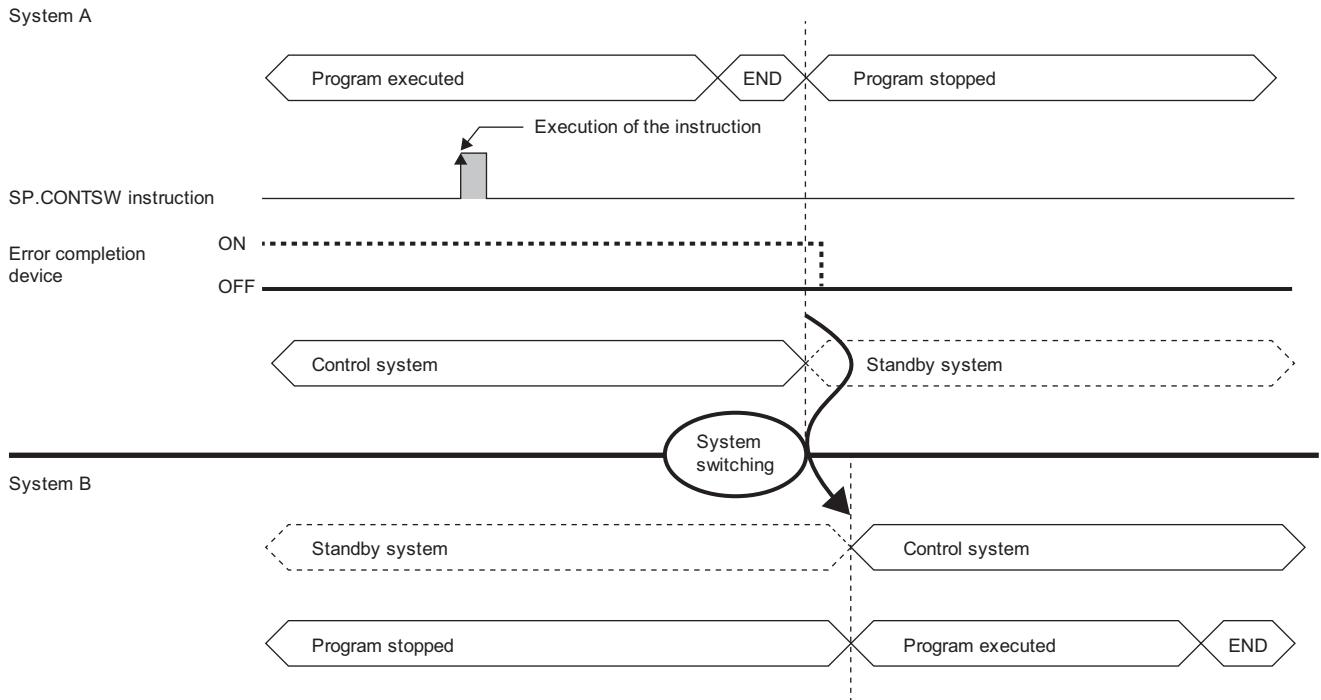 System A
Program executed
END
Program stopped
Execution of the instruction
SP.CONTSW instruction
Error completion
device
ON
OFF
Control system
Standby system
System
switching
System B
Standby system
Control system
Program stopped
Program executed
END